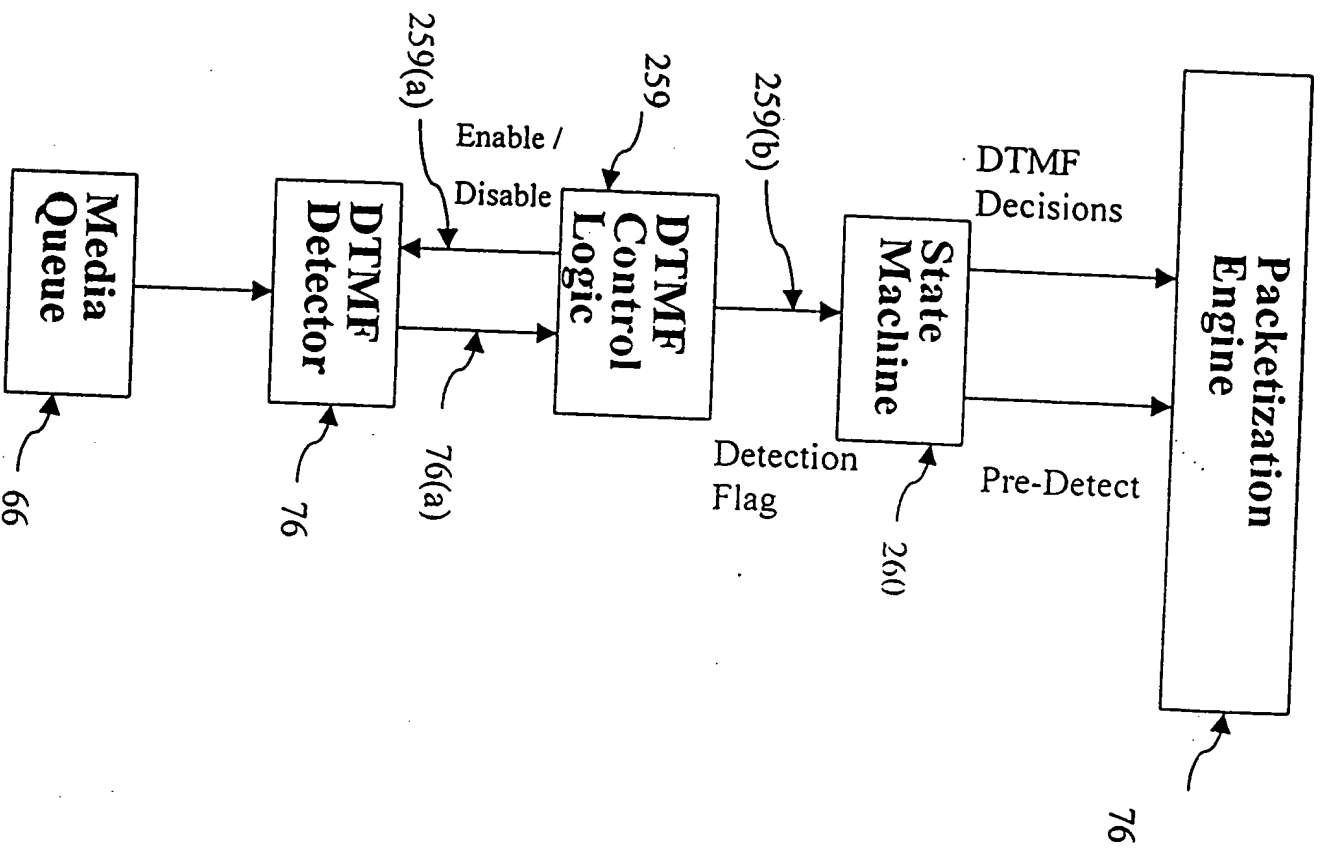 Packetization
Engine
76
DTMF
Decisions
Pre-Detect
State
Machine
260
259(b)
Detection
Flag
259
DTMF
Control
Logic
Enable /
Disable
259(a)
76(a)
DTMF
Detector
76
Media
Queue
66